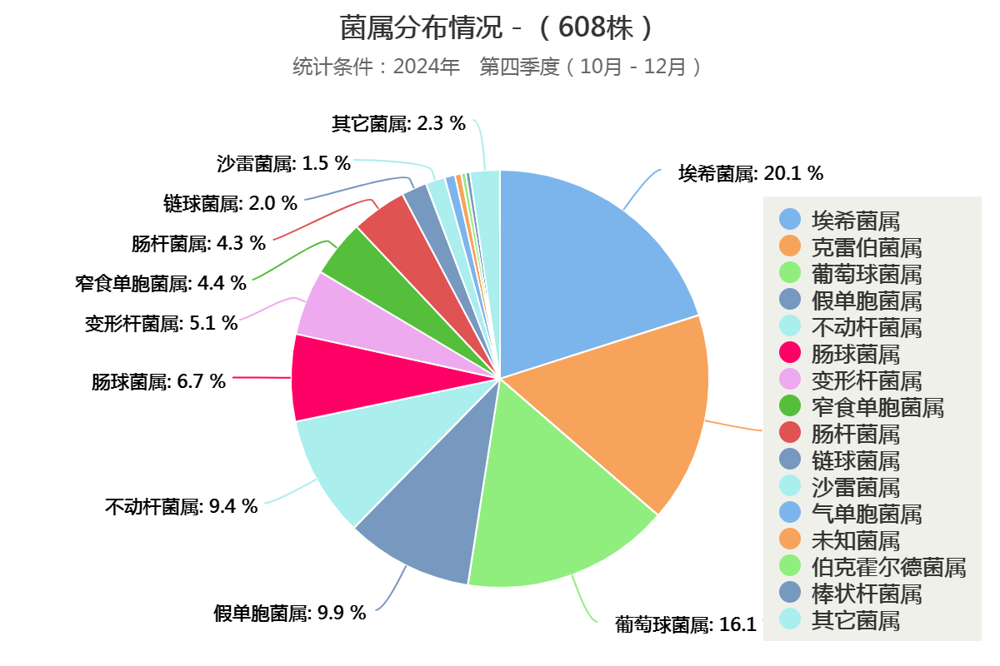 菌属分布情况 - （608株）
统计条件：2024年 第四季度（10月 - 12月）
其它菌属: 2.3 %
沙雷菌属: 1.5 %
链球菌属: 2.0 %
肠杆菌属: 4.3 %
窄食单胞菌属: 4.4 %
变形杆菌属: 5.1 %
肠球菌属: 6.7 %
不动杆菌属: 9.4 %
假单胞菌属: 9.9 %
葡萄球菌属: 16.1
埃希菌属: 20.1 %
埃希菌属
克雷伯菌属
葡萄球菌属
假单胞菌属
不动杆菌属
肠球菌属
变形杆菌属
窄食单胞菌属
肠杆菌属
链球菌属
沙雷菌属
气单胞菌属
未知菌属
伯克霍尔德菌属
棒状杆菌属
其它菌属